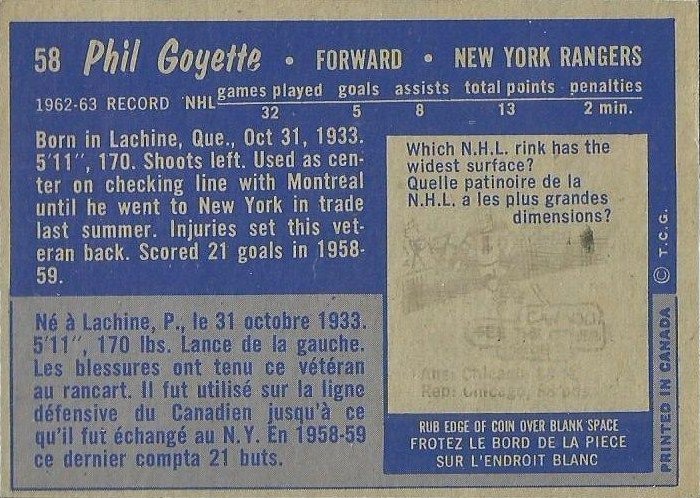 58 Phil Goyette • FORWARD • NEW YORK RANGERS
games played goals assists total points penalties
1962-63 RECORD NHL 32 5 8 13 2 min.
Born in Lachine, Que., Oct 31, 1933.
5'11", 170. Shoots left. Used as cen-
ter on checking line with Montreal
until he went to New York in trade
last summer. Injuries set this vet-
eran back. Scored 21 goals in 1958-
59.
Né à Lachine, P., le 31 octobre 1933.
5'11", 170 lbs. Lance de la gauche.
Les blessures ont tenu ce vétéran
au rancart. Il fut utilisé sur la ligne
défensive du Canadien jusqu'à ce
qu'il fut échangé au N.Y. En 1958-59
ce dernier compta 21 buts.
Which N.H.L. rink has the
widest surface?
Quelle patinoire de la
N.H.L. a les plus grandes
dimensions?
Ans: Chicago,
Rep: Chicago,
RUB EDGE OF COIN OVER BLANK SPACE
FROTEZ LE BORD DE LA PIECE
SUR L'ENDROIT BLANC
PRINTED IN CANADA © T.C.G.